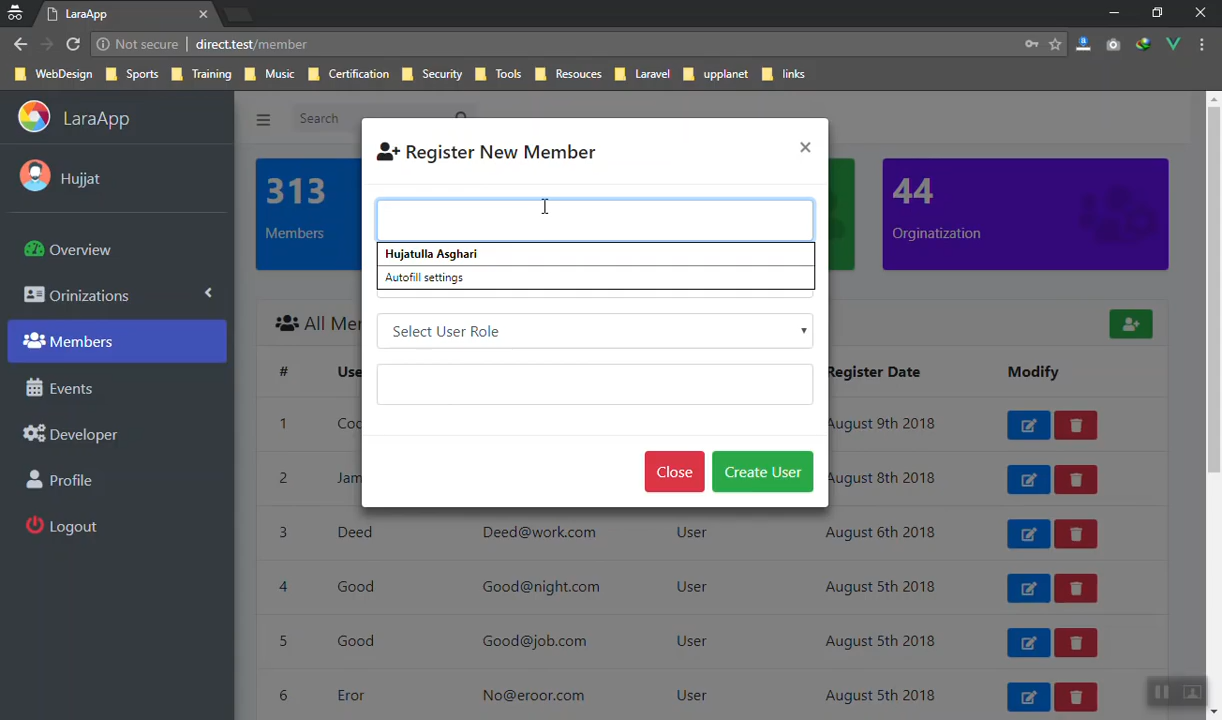 LaraApp
Not secure | direct.test/member
WebDesign Sports Training Music Certification Security Tools Resouces Laravel upplanet links
LaraApp
Search
Hujjat
Overview
Orinizations
Members
Events
Developer
Profile
Logout
313
Members
44
Orginatization
Register New Member
×
Hujatulla Asghari
Autofill settings
Select User Role
Close
Create User
All Mem
# Use Register Date Modify
1 Coc August 9th 2018
2 Jam August 8th 2018
3 Deed Deed@work.com User August 6th 2018
4 Good Good@night.com User August 5th 2018
5 Good Good@job.com User August 5th 2018
6 Eror No@eroor.com User August 5th 2018